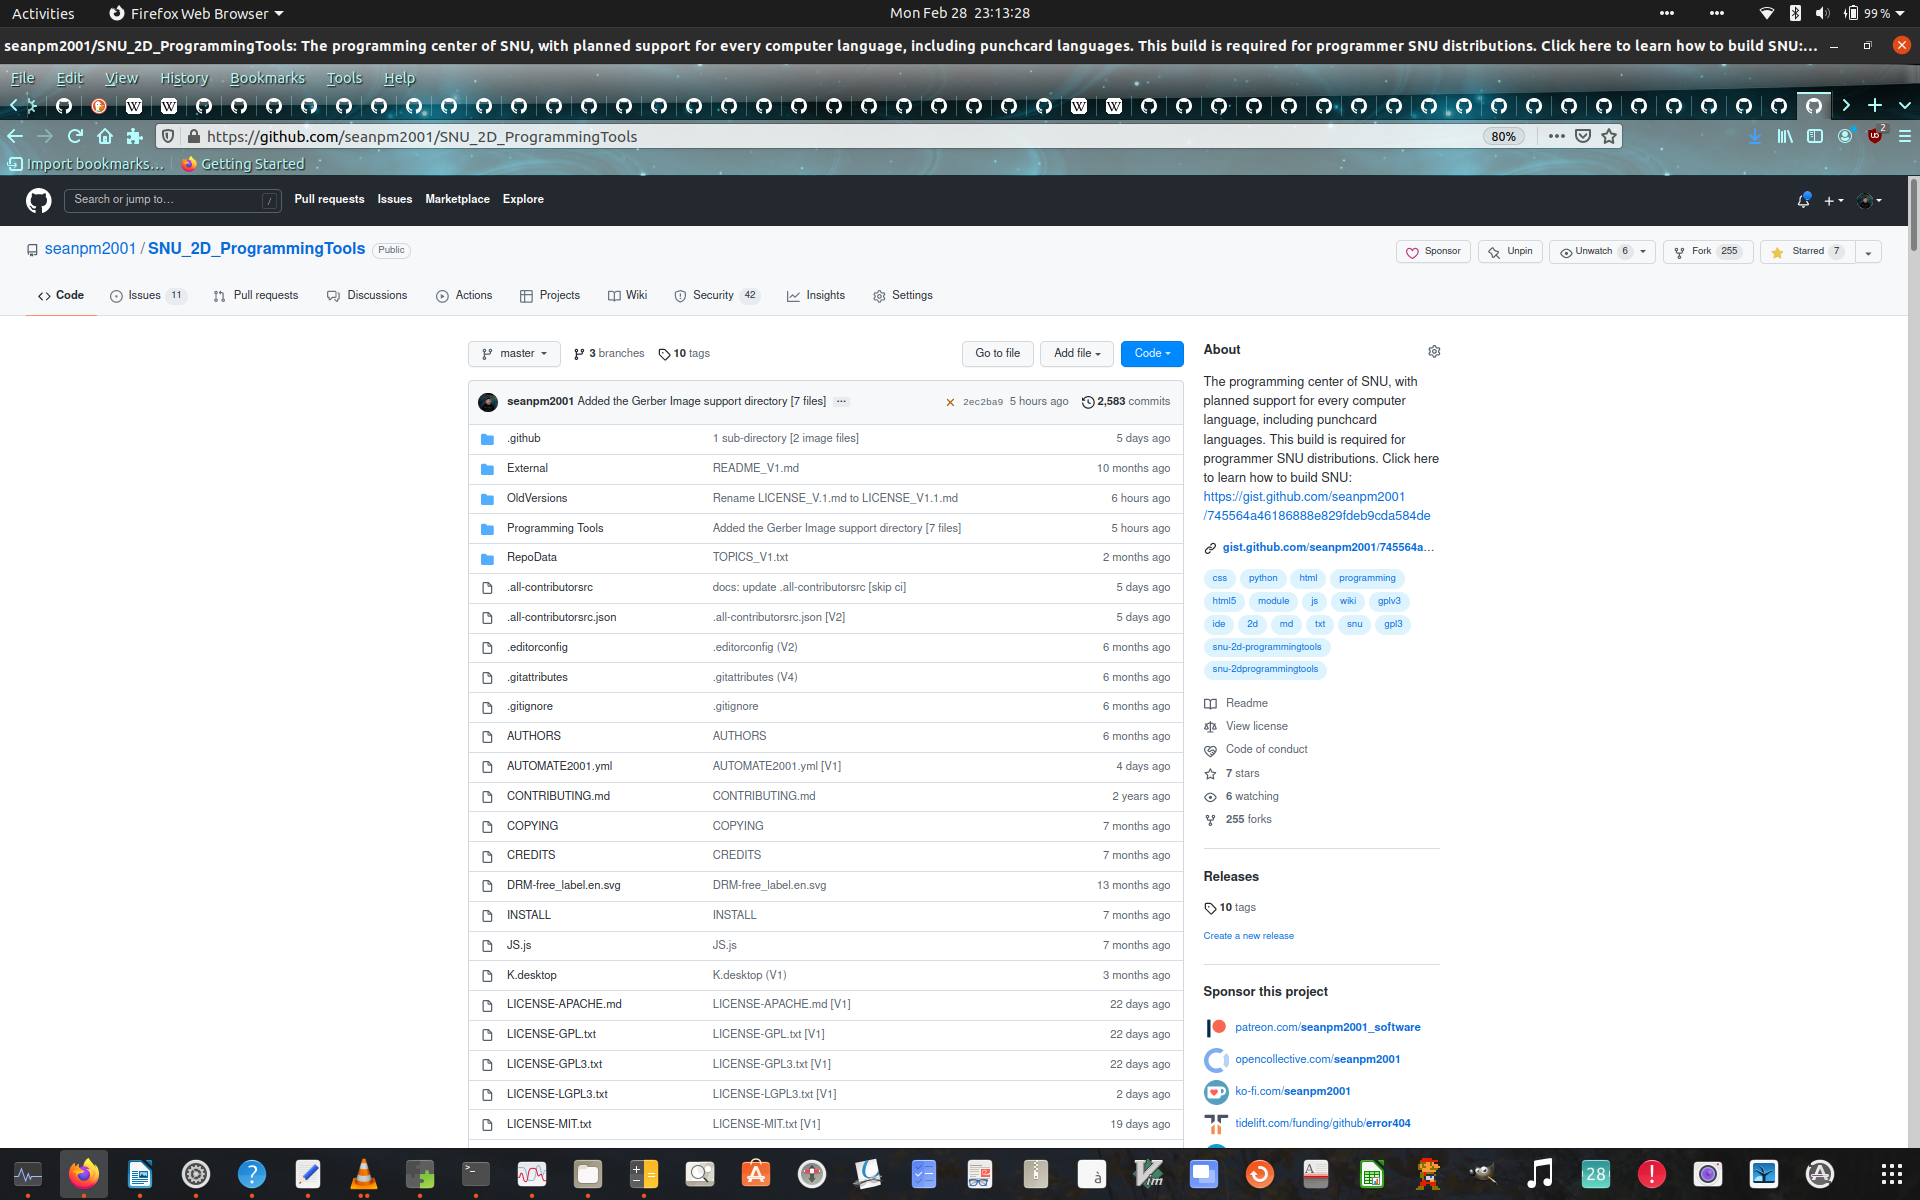 Activities
Firefox Web Browser
Mon Feb 28 23:13:28
99 %
seanpm2001/SNU_2D_ProgrammingTools: The programming center of SNU, with planned support for every computer language, including punchcard languages. This build is required for programmer SNU distributions. Click here to learn how to build SNU:...
File Edit View History Bookmarks Tools Help
https://github.com/seanpm2001/SNU_2D_ProgrammingTools
80%
2
Import bookmarks...
Getting Started
Search or jump to...
/
Pull requests Issues Marketplace Explore
seanpm2001 / SNU_2D_ProgrammingTools
Public
Sponsor
Unpin
Unwatch 6
Fork 255
Starred 7
Code
Issues 11
Pull requests
Discussions
Actions
Projects
Wiki
Security 42
Insights
Settings
master
3 branches
10 tags
Go to file
Add file
Code
seanpm2001 Added the Gerber Image support directory [7 files] ...
2ec2ba9 5 hours ago
2,583 commits
.github 1 sub-directory [2 image files] 5 days ago
External README_V1.md 10 months ago
OldVersions Rename LICENSE_V.1.md to LICENSE_V1.1.md 6 hours ago
Programming Tools Added the Gerber Image support directory [7 files] 5 hours ago
RepoData TOPICS_V1.txt 2 months ago
.all-contributorsrc docs: update .all-contributorsrc [skip ci] 5 days ago
.all-contributorsrc.json .all-contributorsrc.json [V2] 5 days ago
.editorconfig .editorconfig (V2) 6 months ago
.gitattributes .gitattributes (V4) 6 months ago
.gitignore .gitignore 6 months ago
AUTHORS AUTHORS 6 months ago
AUTOMATE2001.yml AUTOMATE2001.yml [V1] 4 days ago
CONTRIBUTING.md CONTRIBUTING.md 2 years ago
COPYING COPYING 7 months ago
CREDITS CREDITS 7 months ago
DRM-free_label.en.svg DRM-free_label.en.svg 13 months ago
INSTALL INSTALL 7 months ago
JS.js JS.js 7 months ago
K.desktop K.desktop (V1) 3 months ago
LICENSE-APACHE.md LICENSE-APACHE.md [V1] 22 days ago
LICENSE-GPL.txt LICENSE-GPL.txt [V1] 22 days ago
LICENSE-GPL3.txt LICENSE-GPL3.txt [V1] 22 days ago
LICENSE-LGPL3.txt LICENSE-LGPL3.txt [V1] 2 days ago
LICENSE-MIT.txt LICENSE-MIT.txt [V1] 19 days ago
About
The programming center of SNU, with
planned support for every computer
language, including punchcard
languages. This build is required for
programmer SNU distributions. Click here
to learn how to build SNU:
https://gist.github.com/seanpm2001
/745564a46186888e829fdeb9cda584de
gist.github.com/seanpm2001/745564a...
css python html programming
html5 module js wiki gplv3
ide 2d md txt snu gpl3
snu-2d-programmingtools
snu-2dprogrammingtools
Readme
View license
Code of conduct
7 stars
6 watching
255 forks
Releases
10 tags
Create a new release
Sponsor this project
patreon.com/seanpm2001_software
opencollective.com/seanpm2001
ko-fi.com/seanpm2001
tidelift.com/funding/github/error404
28